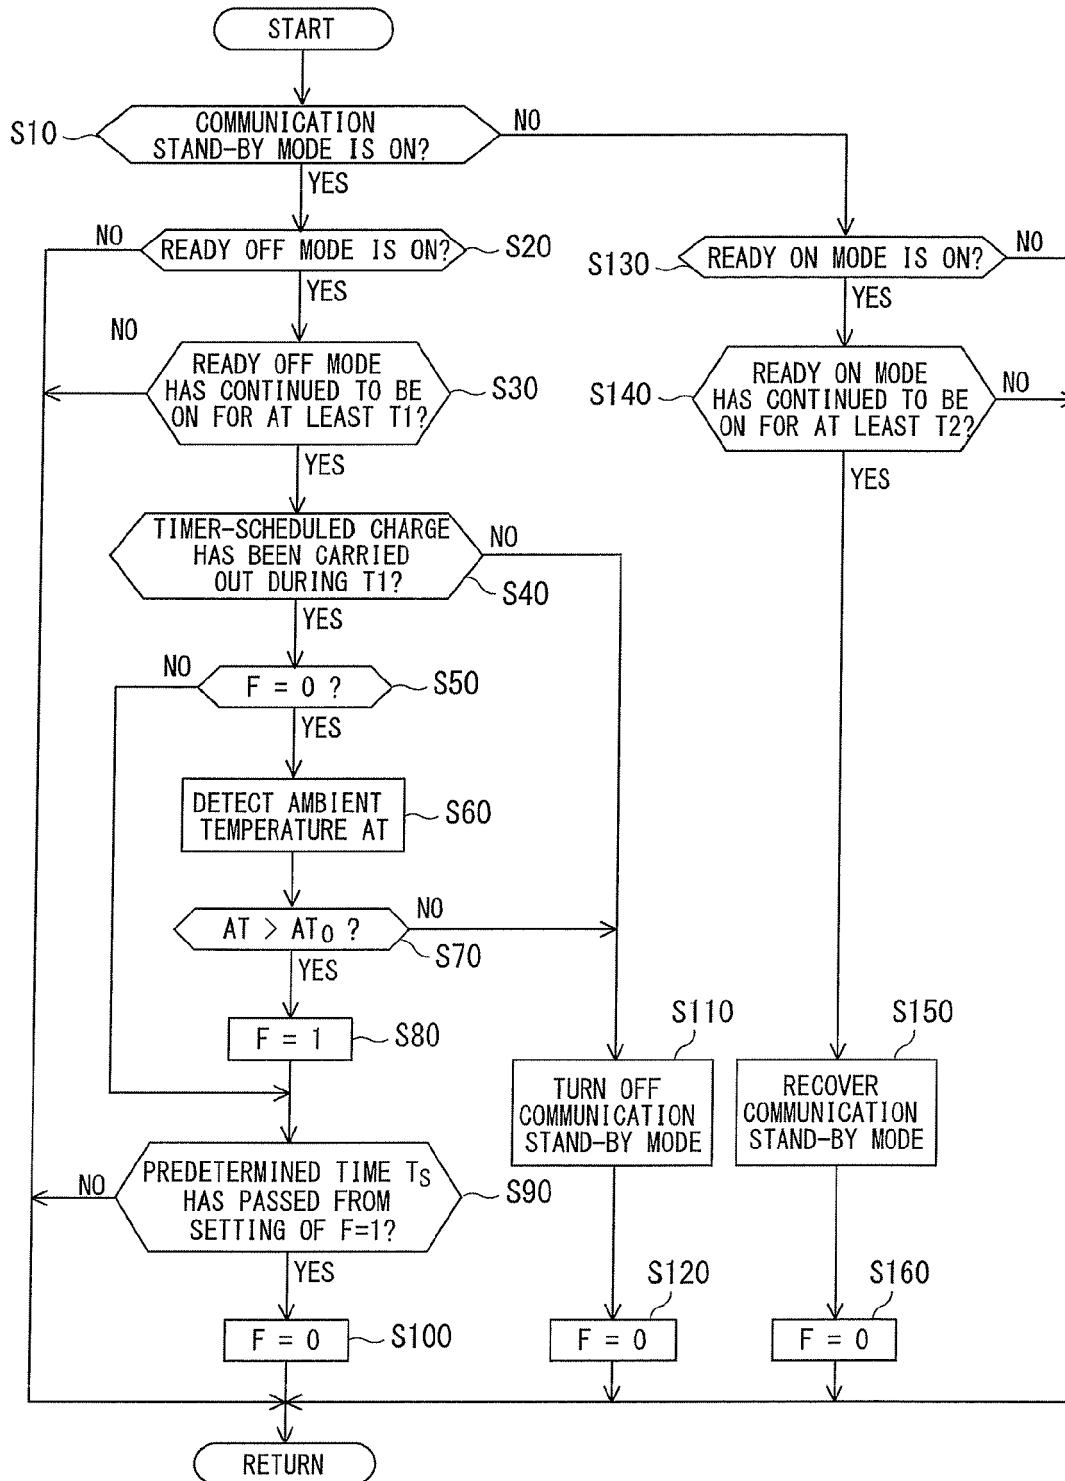 START
S10
COMMUNICATION
STAND-BY MODE IS ON?
NO
YES
NO
READY OFF MODE IS ON?
S20
YES
S130
READY ON MODE IS ON?
NO
YES
NO
READY OFF MODE
HAS CONTINUED TO BE
ON FOR AT LEAST T1?
S30
YES
S140
READY ON MODE
HAS CONTINUED TO BE
ON FOR AT LEAST T2?
NO
YES
TIMER-SCHEDULED CHARGE
HAS BEEN CARRIED
OUT DURING T1?
NO
S40
YES
NO
F = 0 ?
S50
YES
DETECT AMBIENT
TEMPERATURE AT
S60
AT > AT0 ?
NO
S70
YES
F = 1
S80
S110
TURN OFF
COMMUNICATION
STAND-BY MODE
S150
RECOVER
COMMUNICATION
STAND-BY MODE
NO
PREDETERMINED TIME TS
HAS PASSED FROM
SETTING OF F=1?
S90
YES
F = 0
S100
S120
F = 0
S160
F = 0
RETURN